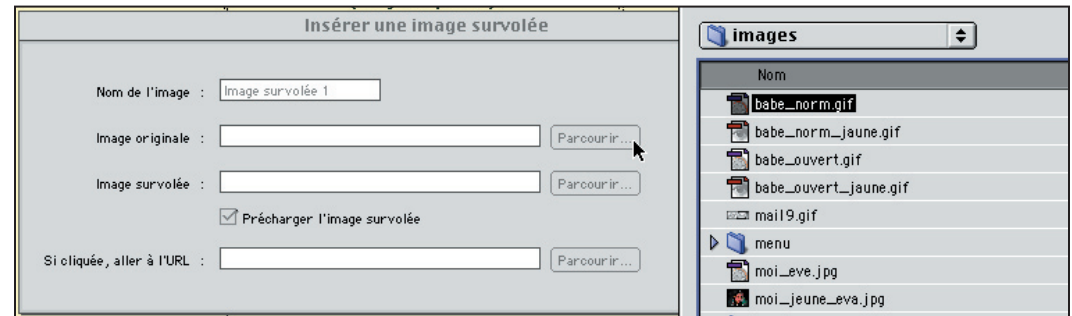 Insérer une image survolée
Nom de l'image : Image survolée 1
Image originale : Parcourir...
Image survolée : Parcourir...
Précharger l'image survolée
Si cliquée, aller à l'URL : Parcourir...
images
Nom
babe_norm.gif
babe_norm_jaune.gif
babe_ouvert.gif
babe_ouvert_jaune.gif
mail9.gif
menu
moi_eve.jpg
moi_jeune_eva.jpg